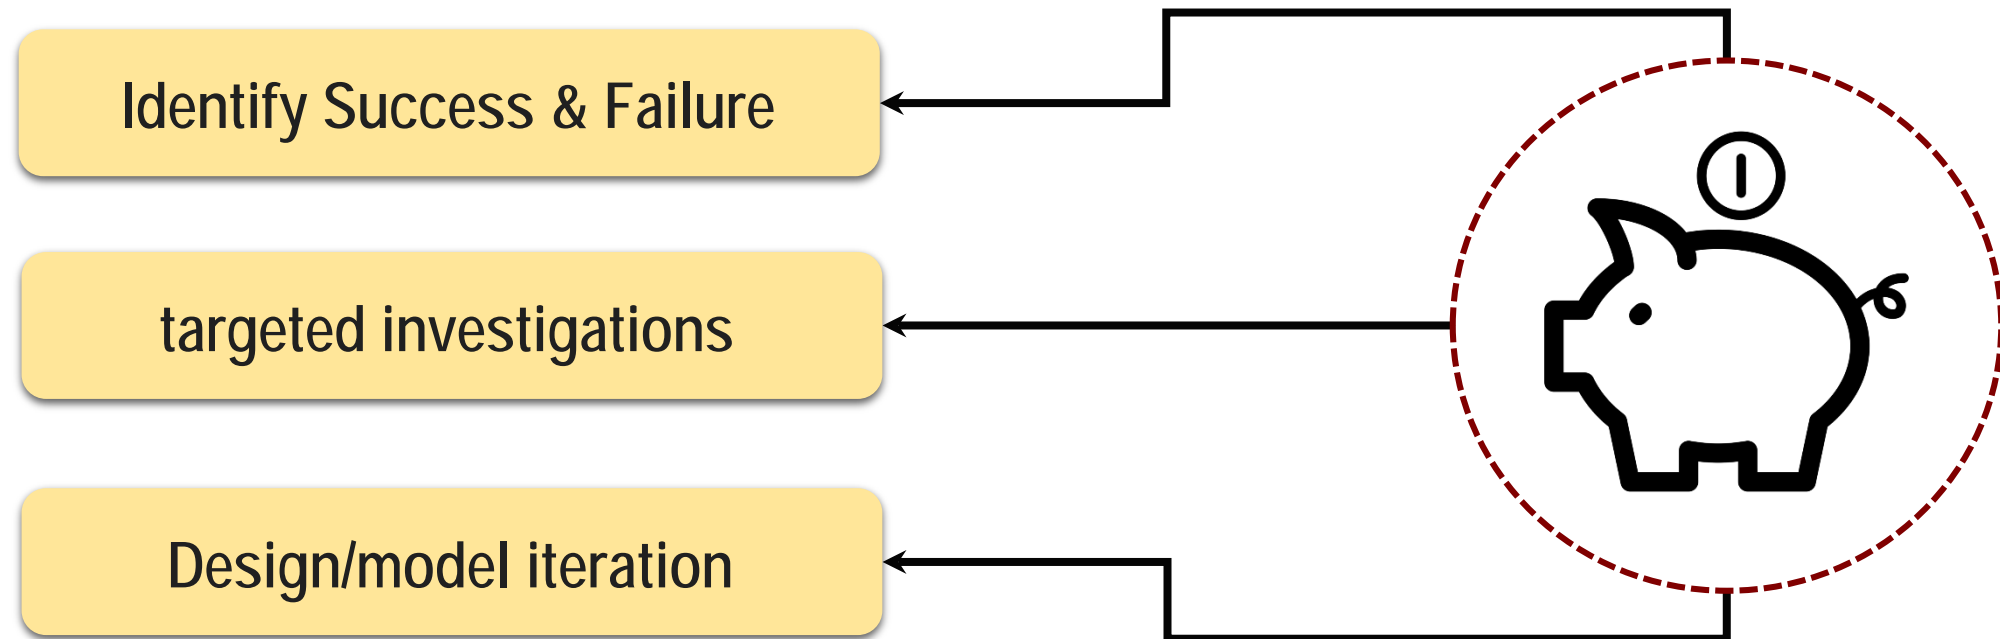 Identify Success & Failure
targeted investigations
Design/model iteration